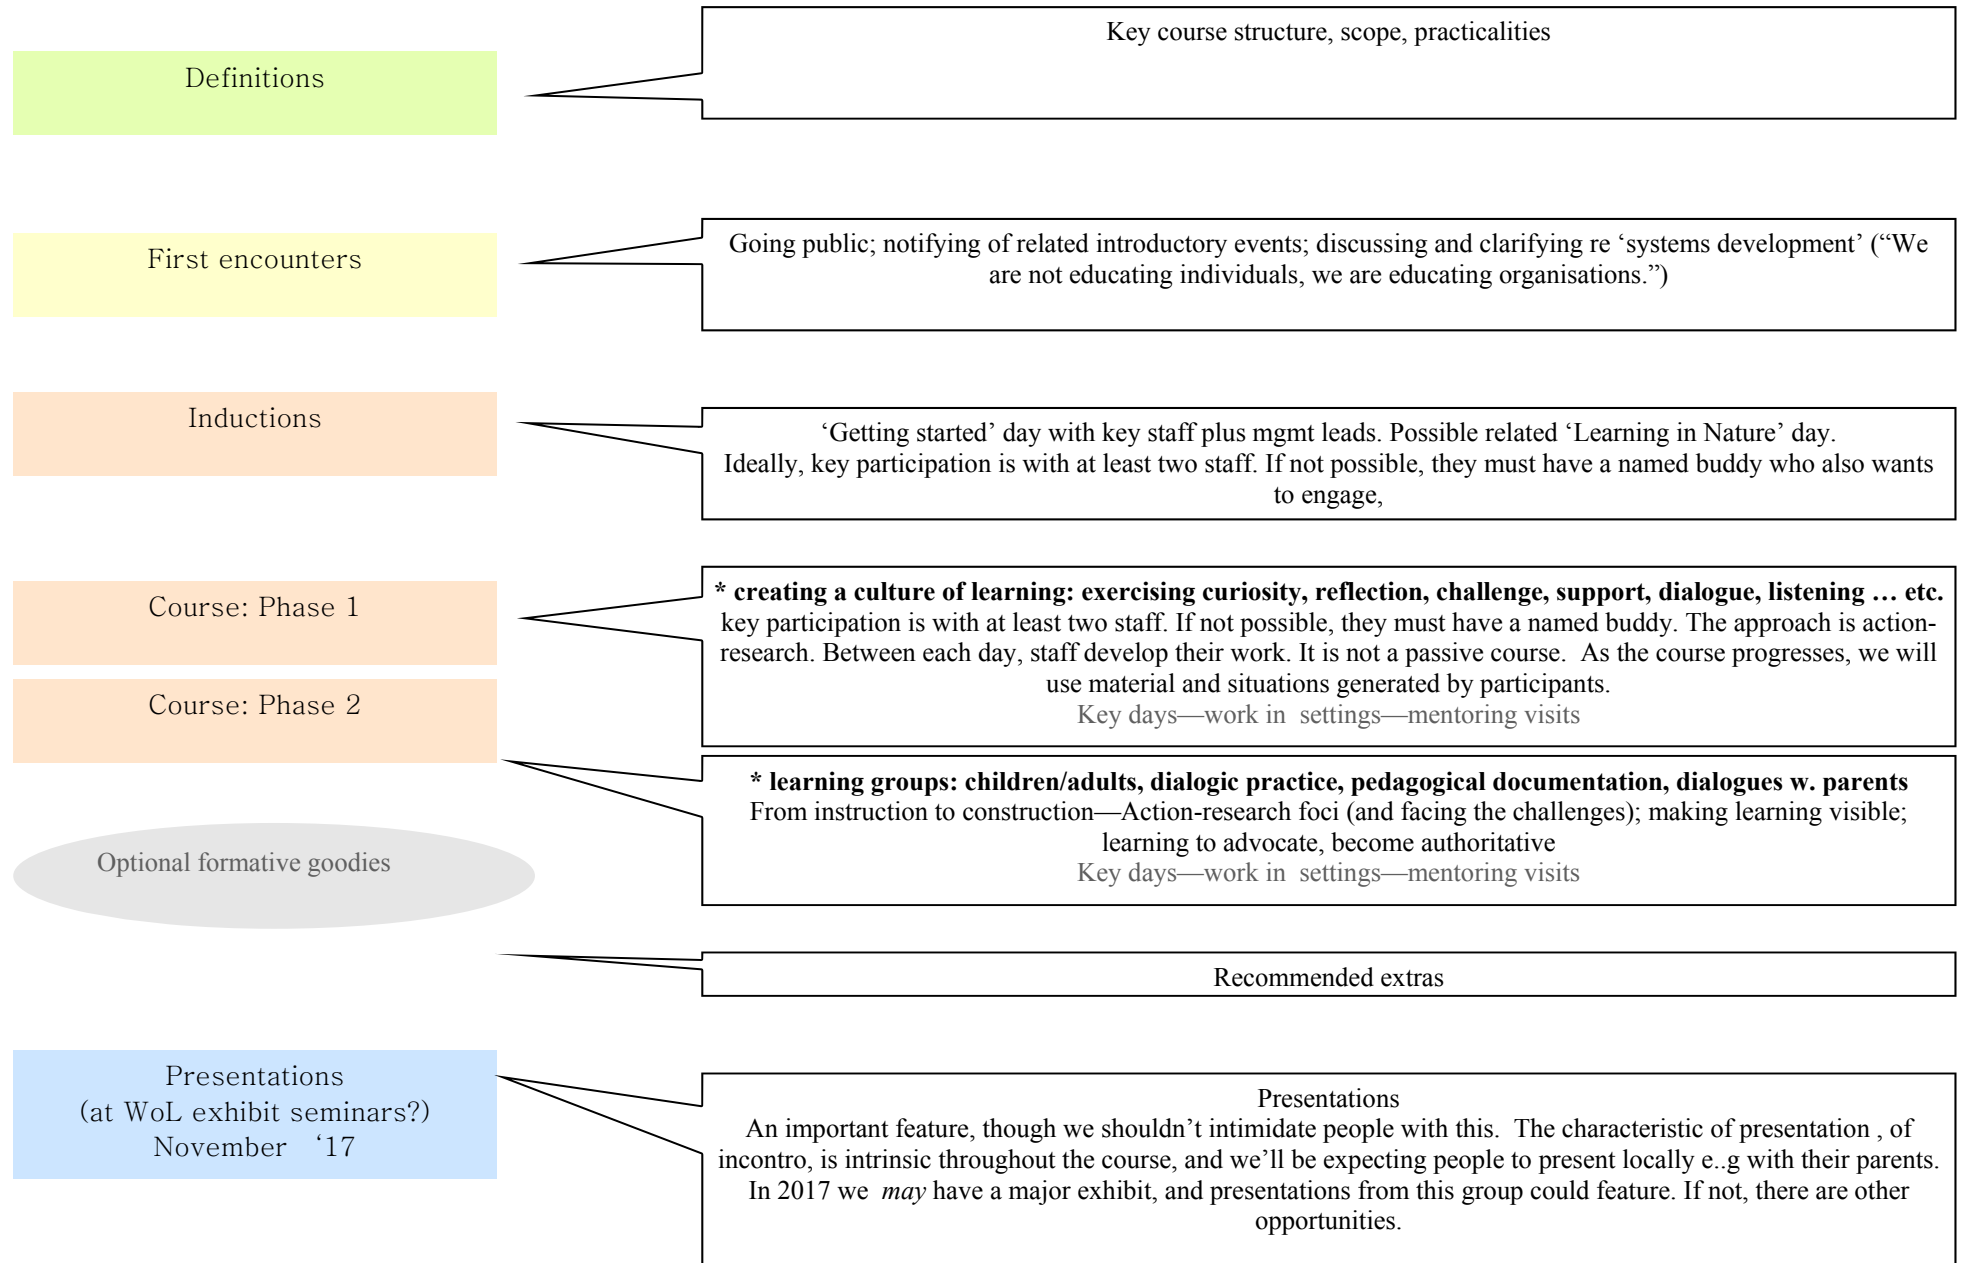 Definitions
Key course structure, scope, practicalities
First encounters
Going public; notifying of related introductory events; discussing and clarifying re ‘systems development’ (“We
are not educating individuals, we are educating organisations.”)
Inductions
‘Getting started’ day with key staff plus mgmt leads. Possible related ‘Learning in Nature’ day.
Ideally, key participation is with at least two staff. If not possible, they must have a named buddy who also wants
to engage,
Course: Phase 1
* creating a culture of learning: exercising curiosity, reflection, challenge, support, dialogue, listening … etc.
key participation is with at least two staff. If not possible, they must have a named buddy. The approach is action-
research. Between each day, staff develop their work. It is not a passive course.  As the course progresses, we will
use material and situations generated by participants.
Key days—work in  settings—mentoring visits
Course: Phase 2
* learning groups: children/adults, dialogic practice, pedagogical documentation, dialogues w. parents
From instruction to construction—Action-research foci (and facing the challenges); making learning visible;
learning to advocate, become authoritative
Key days—work in  settings—mentoring visits
Optional formative goodies
Recommended extras
Presentations
(at WoL exhibit seminars?)
November  ‘17
Presentations
An important feature, though we shouldn’t intimidate people with this.  The characteristic of presentation , of
incontro, is intrinsic throughout the course, and we’ll be expecting people to present locally e..g with their parents.
In 2017 we  may have a major exhibit, and presentations from this group could feature. If not, there are other
opportunities.